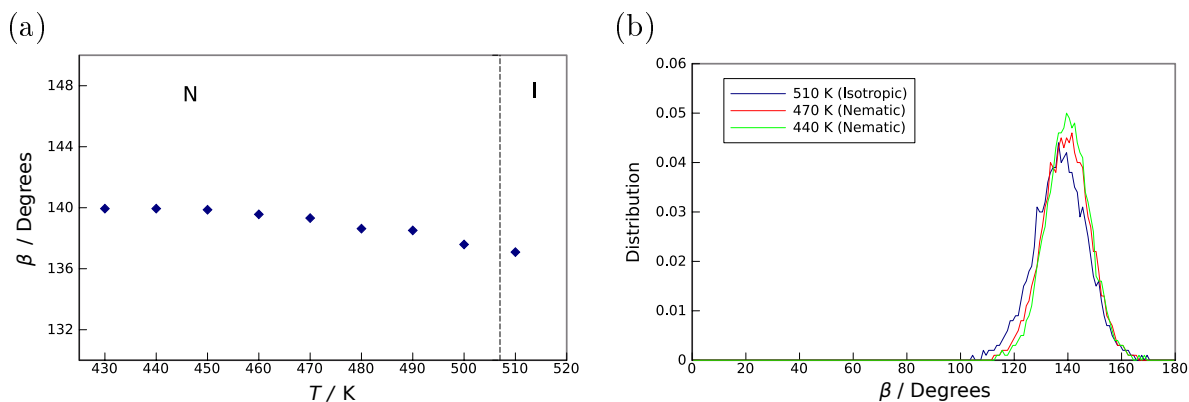 (a)
148
144
140
136
132
β / Degrees
N
I
430 440 450 460 470 480 490 500 510 520
T / K
(b)
0.06
0.05
0.04
0.03
0.02
0.01
0
Distribution
510 K (Isotropic)
470 K (Nematic)
440 K (Nematic)
0 20 40 60 80 100 120 140 160 180
β / Degrees